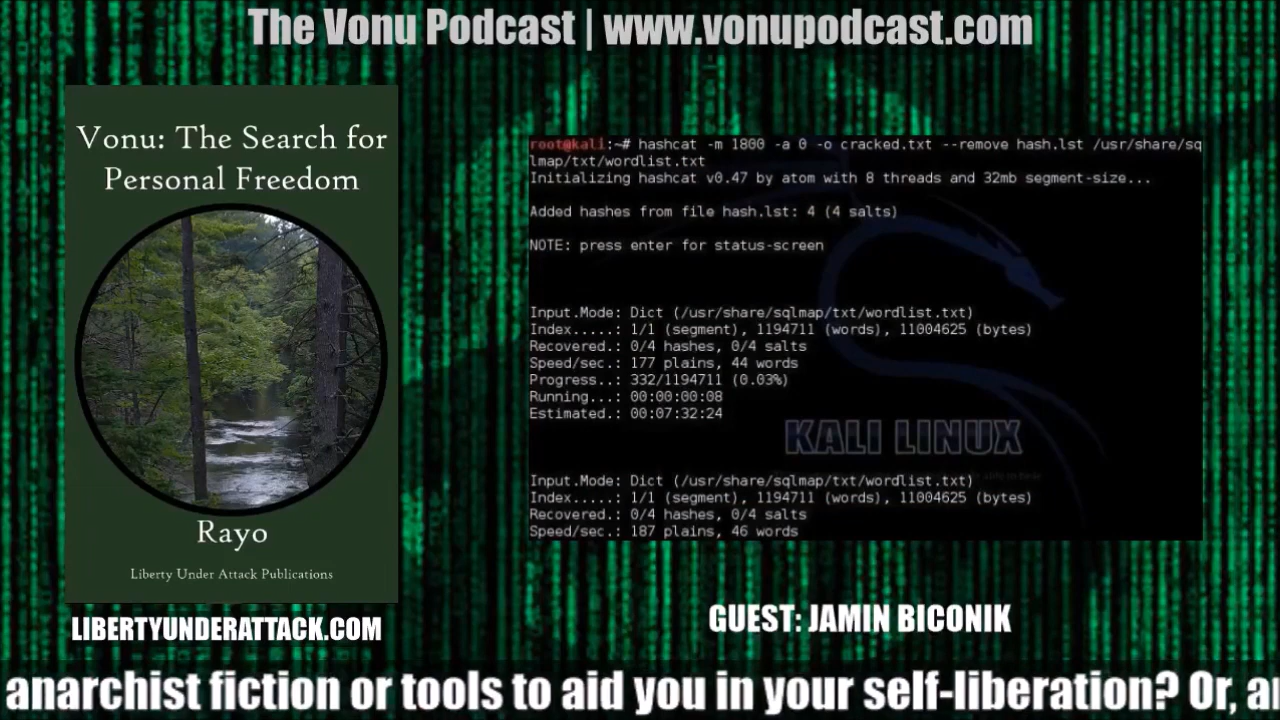 The Vonu Podcast | www.vonupodcast.com
Vonu: The Search for
Personal Freedom
Rayo
Liberty Under Attack Publications
LIBERTYUNDERATTACK.COM
root@kali:~# hashcat -m 1800 -a 0 -o cracked.txt --remove hash.lst /usr/share/sq
lmap/txt/wordlist.txt
Initializing hashcat v0.47 by atom with 8 threads and 32mb segment-size...
Added hashes from file hash.lst: 4 (4 salts)
NOTE: press enter for status-screen
Input.Mode: Dict (/usr/share/sqlmap/txt/wordlist.txt)
Index.....: 1/1 (segment), 1194711 (words), 11004625 (bytes)
Recovered.: 0/4 hashes, 0/4 salts
Speed/sec.: 177 plains, 44 words
Progress..: 332/1194711 (0.03%)
Running...: 00:00:00:08
Estimated.: 00:07:32:24
KALI LINUX
Input.Mode: Dict (/usr/share/sqlmap/txt/wordlist.txt)
Index.....: 1/1 (segment), 1194711 (words), 11004625 (bytes)
Recovered.: 0/4 hashes, 0/4 salts
Speed/sec.: 187 plains, 46 words
GUEST: JAMIN BICONIK
anarchist fiction or tools to aid you in your self-liberation? Or,